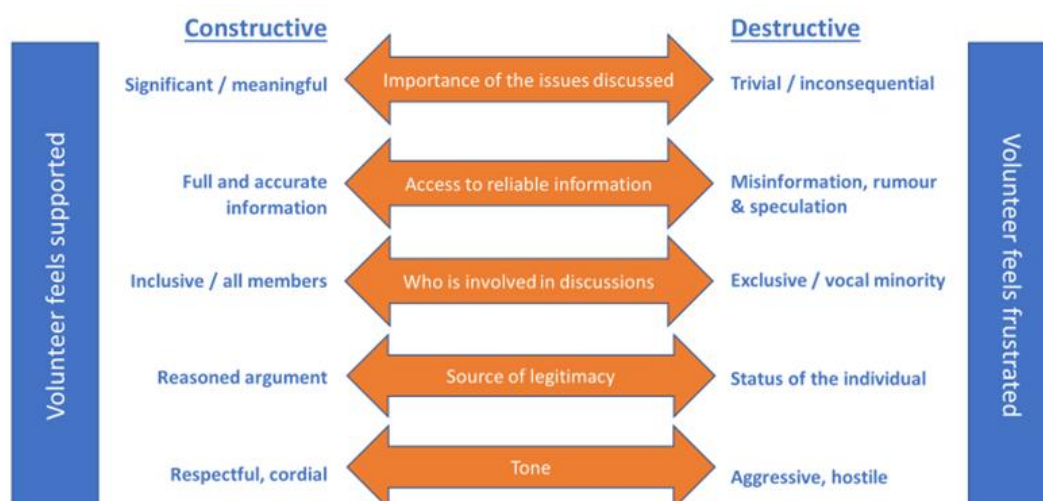 Constructive
Destructive
Volunteer feels supported
Significant / meaningful
Importance of the issues discussed
Trivial / inconsequential
Full and accurate
information
Access to reliable information
Misinformation, rumour
& speculation
Inclusive / all members
Who is involved in discussions
Exclusive / vocal minority
Reasoned argument
Source of legitimacy
Status of the individual
Respectful, cordial
Tone
Aggressive, hostile
Volunteer feels frustrated